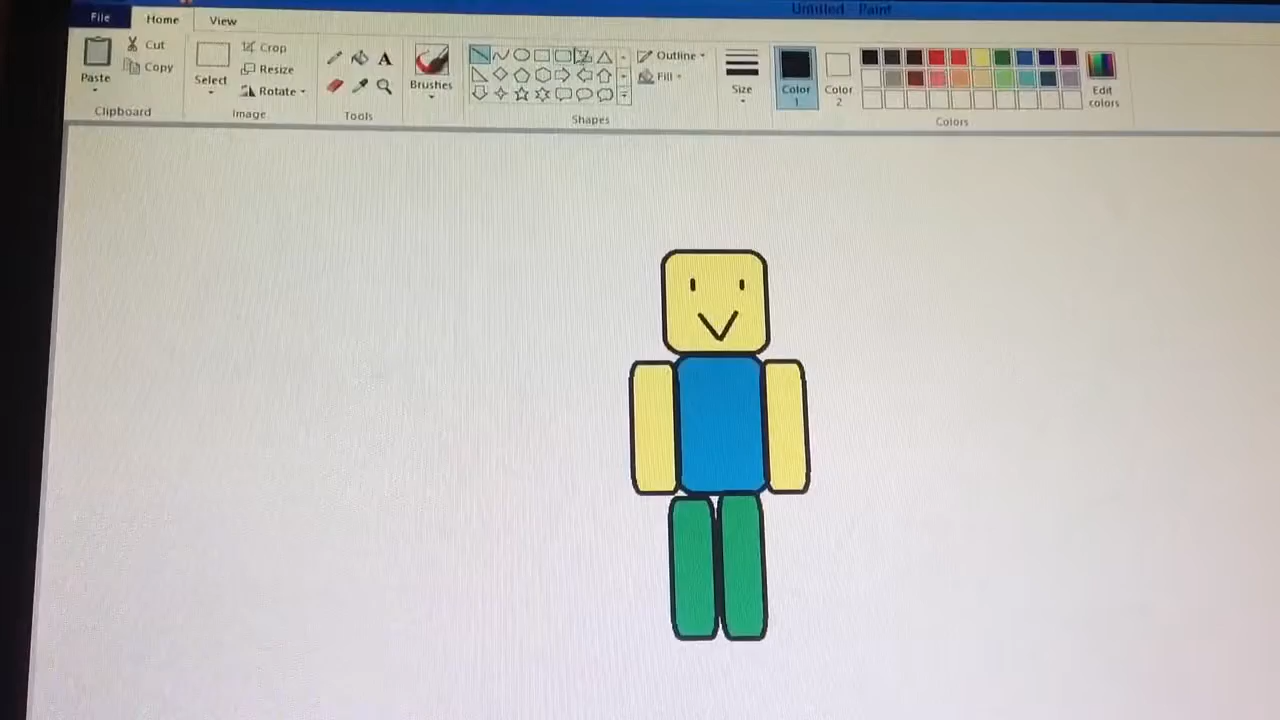 Untitled - Paint
File Home View
Paste
Cut
Copy
Clipboard
Select
Crop
Resize
Rotate
Image
A
Tools
Brushes
Outline
Fill
Shapes
Size
Color
1
Color
2
Edit
colors
Colors